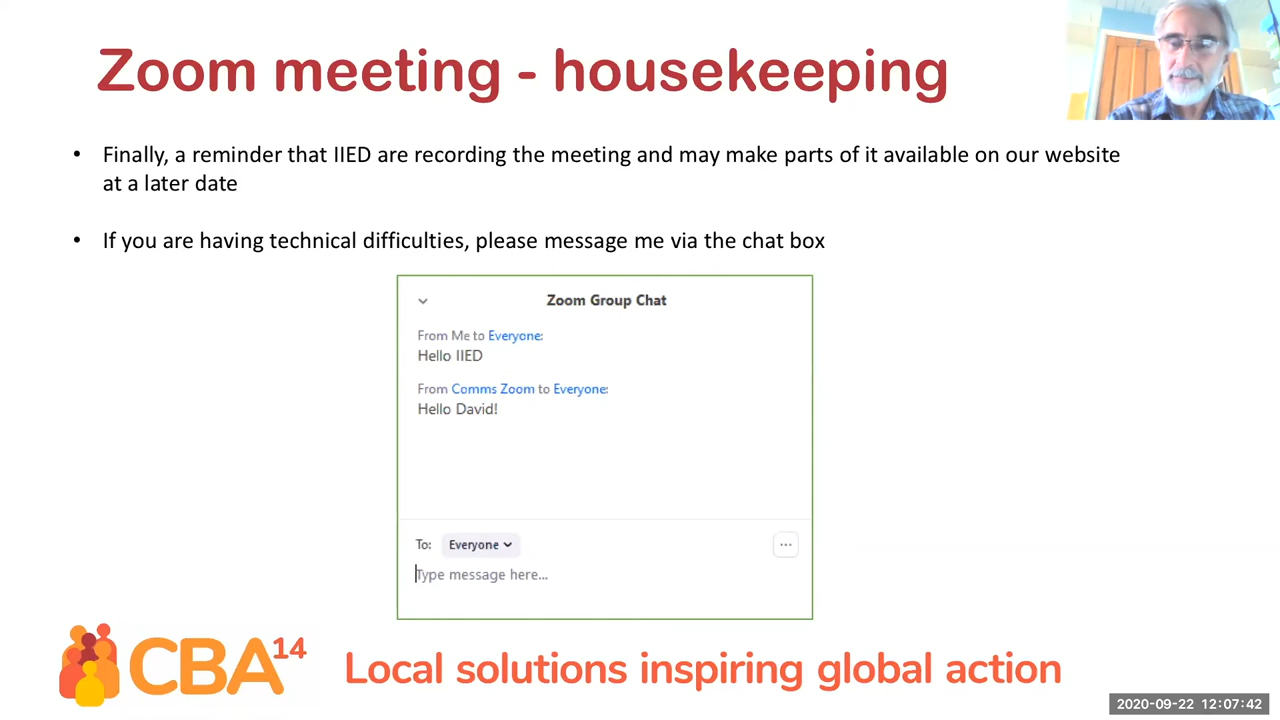 Zoom meeting - housekeeping
• Finally, a reminder that IIED are recording the meeting and may make parts of it available on our website
at a later date
• If you are having technical difficulties, please message me via the chat box
Zoom Group Chat
From Me to Everyone:
Hello IIED
From Comms Zoom to Everyone:
Hello David!
To: Everyone
Type message here...
CBA14
Local solutions inspiring global action
2020-09-22 12:07:42